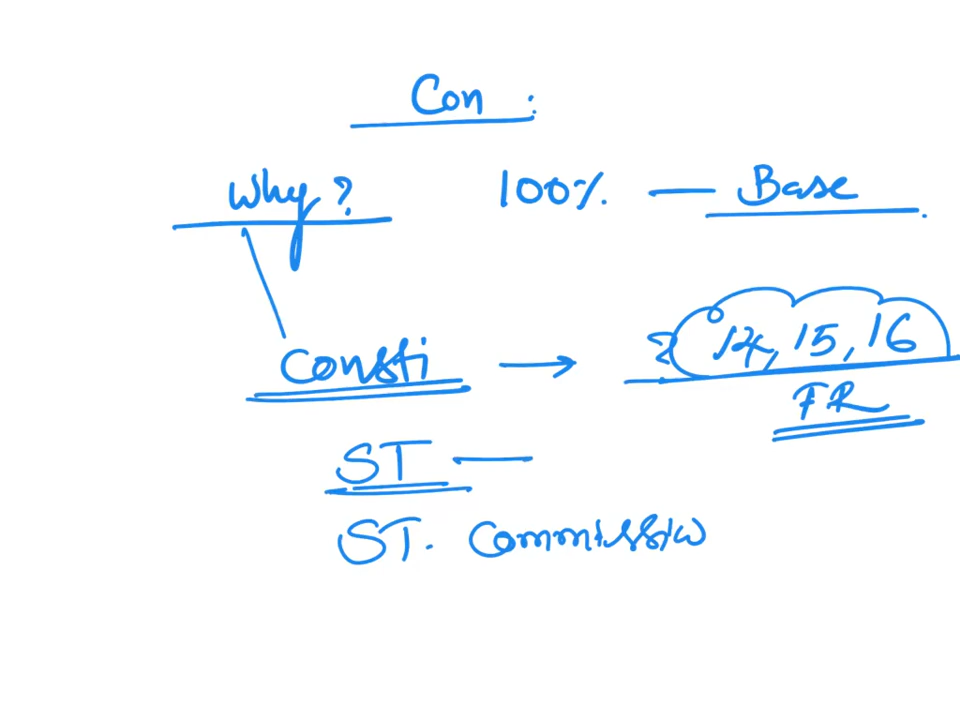 Con :
Why? 100% — Base
Consti → 14, 15, 16
FR
ST —
ST. Commission